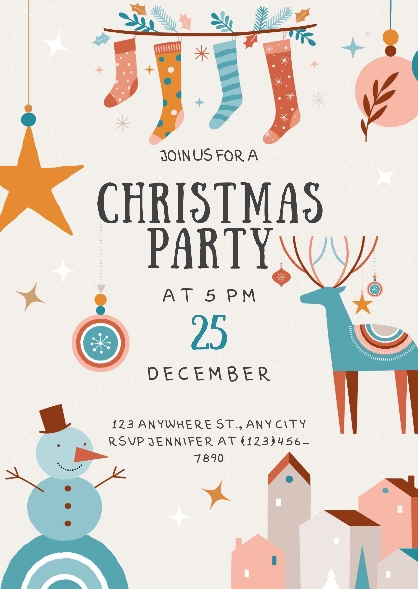 JOIN US FOR A
CHRISTMAS
PARTY
AT 5 PM
25
DECEMBER
123 ANYWHERE ST., ANY CITY
RSVP JENNIFER AT (123)456-
7890